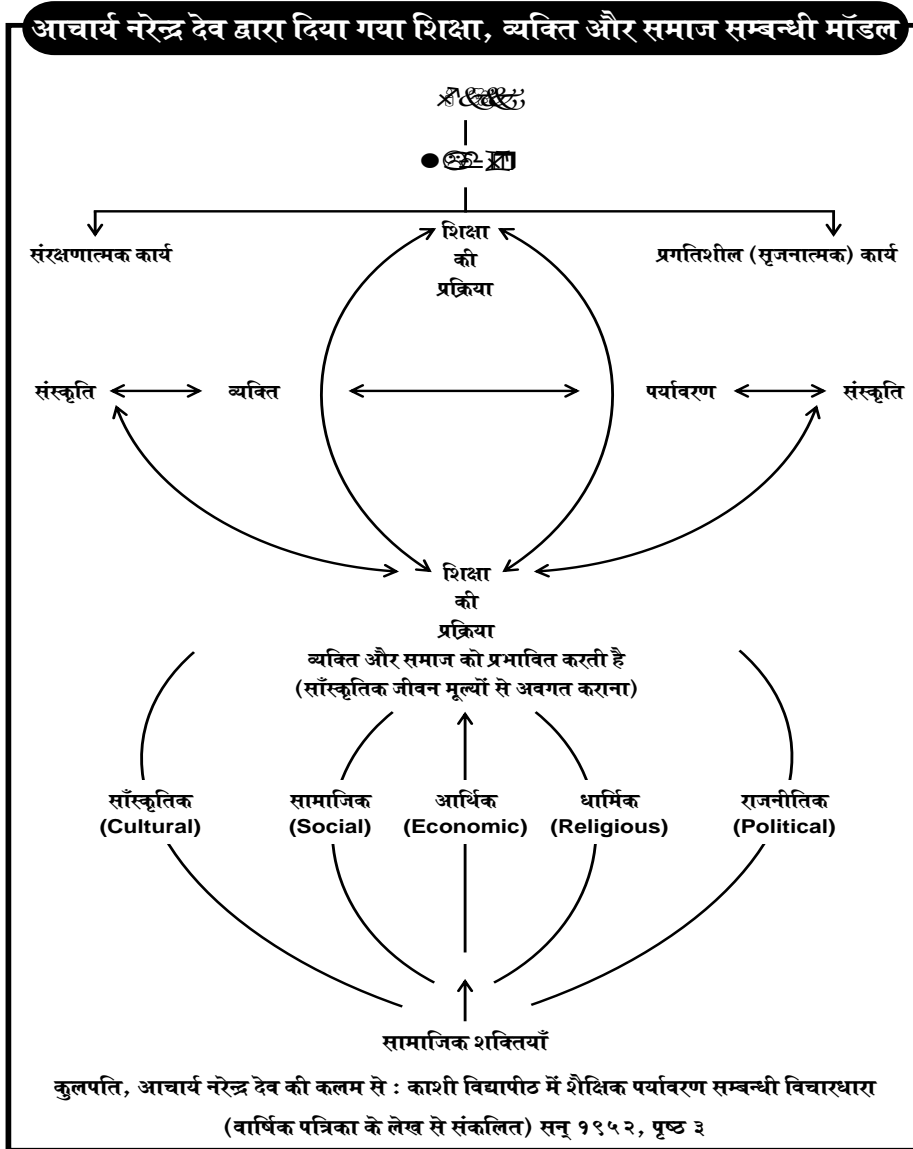 आचार्य नरेन्द्र देव द्वारा दिया गया शिक्षा, व्यक्ति और समाज सम्बन्धी मॉडल
संरक्षणात्मक कार्य
शिक्षा
की
प्रक्रिया
प्रगतिशील (सृजनात्मक) कार्य
संस्कृति व्यक्ति पर्यावरण संस्कृति
शिक्षा
की
प्रक्रिया
व्यक्ति और समाज को प्रभावित करती है
(साँस्कृतिक जीवन मूल्यों से अवगत कराना)
साँस्कृतिक सामाजिक आर्थिक धार्मिक राजनीतिक
(Cultural) (Social) (Economic) (Religious) (Political)
सामाजिक शक्तियाँ
कुलपति, आचार्य नरेन्द्र देव की कलम से : काशी विद्यापीठ में शैक्षिक पर्यावरण सम्बन्धी विचारधारा
(वार्षिक पत्रिका के लेख से संकलित) सन् १९५२, पृष्ठ ३